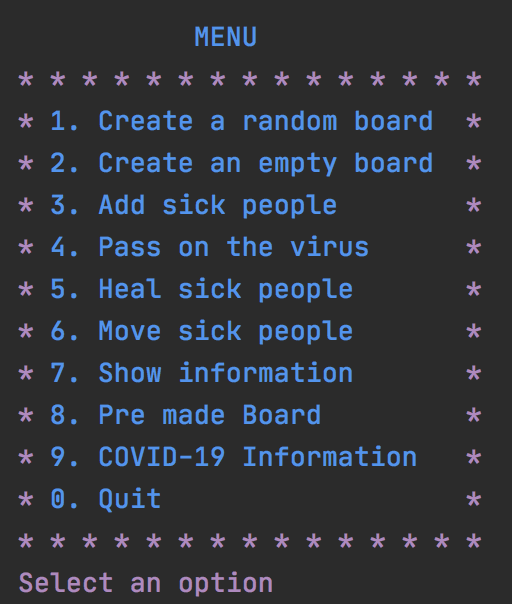 MENU
* * * * * * * * * * * * * * *
* 1. Create a random board *
* 2. Create an empty board *
* 3. Add sick people *
* 4. Pass on the virus *
* 5. Heal sick people *
* 6. Move sick people *
* 7. Show information *
* 8. Pre made Board *
* 9. COVID-19 Information *
* 0. Quit *
* * * * * * * * * * * * * * *
Select an option